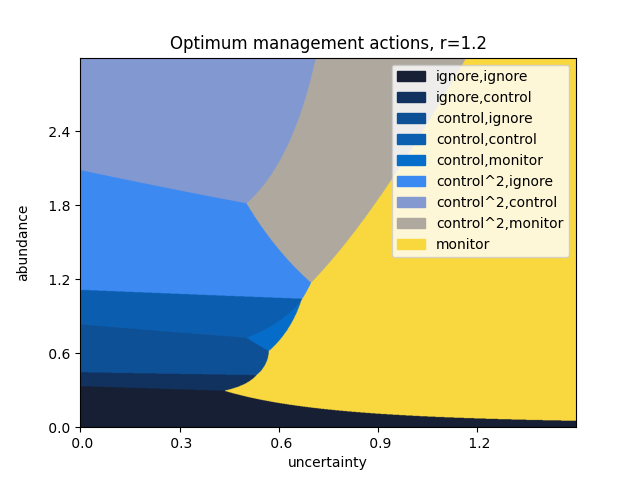 Optimum management actions, r=1.2
ignore,ignore
ignore,control
control,ignore
control,control
control,monitor
control^2,ignore
control^2,control
control^2,monitor
monitor
abundance
2.4
1.8
1.2
0.6
0.0
0.0 0.3 0.6 0.9 1.2
uncertainty